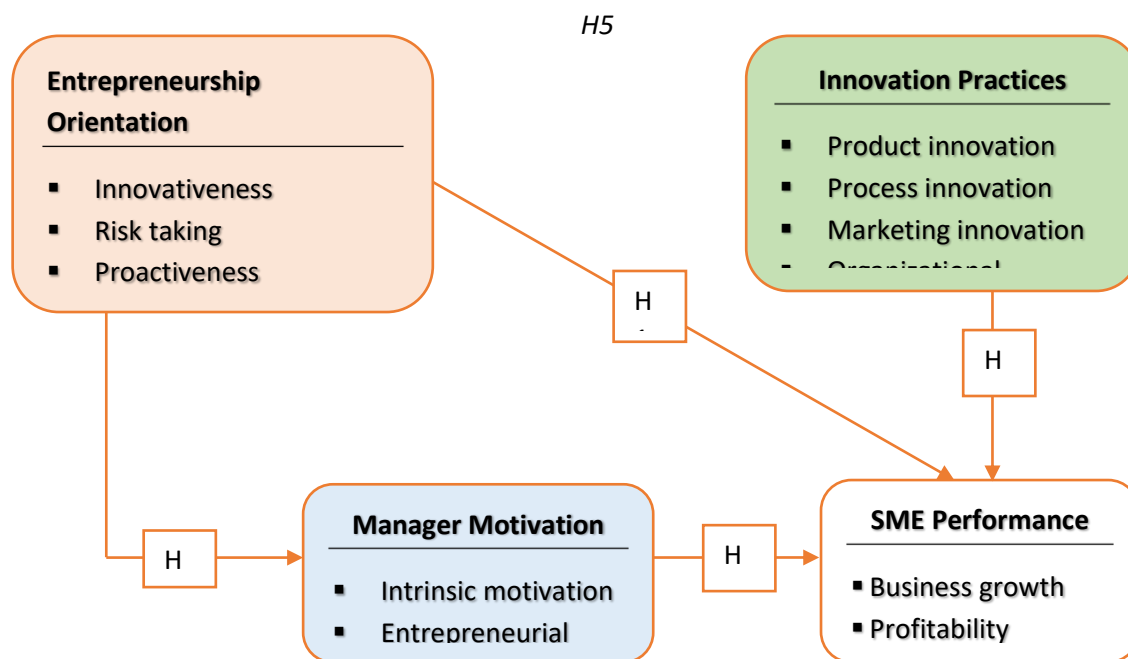 H5
Entrepreneurship
Orientation
▪ Innovativeness
▪ Risk taking
▪ Proactiveness
Innovation Practices
▪ Product innovation
▪ Process innovation
▪ Marketing innovation
▪ Organizational
H
H
Manager Motivation
▪ Intrinsic motivation
▪ Entrepreneurial
H
H
SME Performance
▪ Business growth
▪ Profitability